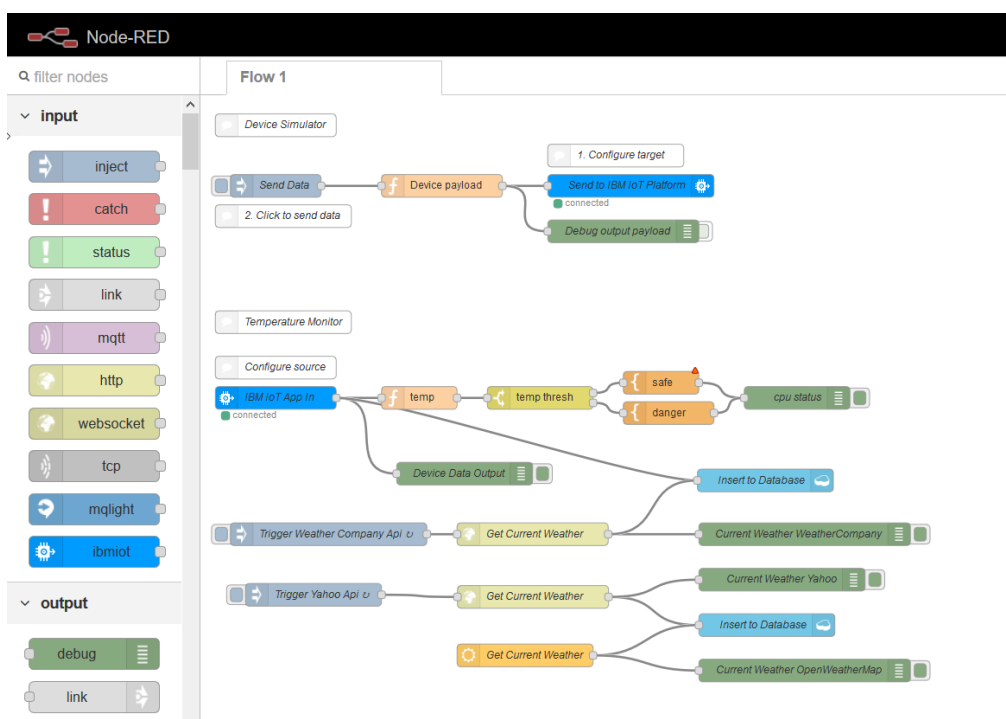 Node-RED
filter nodes
Flow 1
input
inject
catch
status
link
mqtt
http
websocket
tcp
mqlight
ibmiot
output
debug
link
Device Simulator
1. Configure target
Send Data
f
Device payload
Send to IBM IoT Platform
connected
2. Click to send data
Debug output payload
Temperature Monitor
Configure source
IBM IoT App In
connected
f
temp
temp thresh
{
safe
{
danger
cpu status
Device Data Output
Insert to Database
Trigger Weather Company Api ↻
Get Current Weather
Current Weather WeatherCompany
Trigger Yahoo Api ↻
Get Current Weather
Current Weather Yahoo
Insert to Database
Get Current Weather
Current Weather OpenWeatherMap